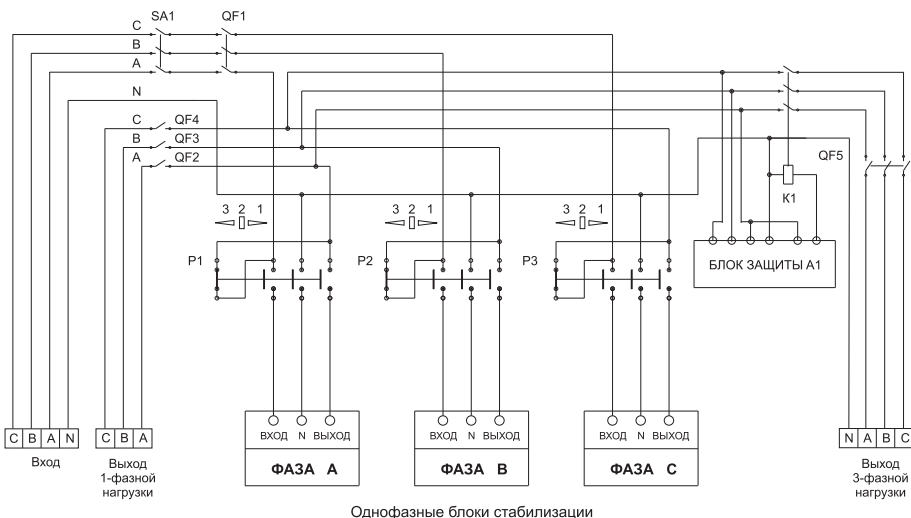 SA1 QF1
C
B
A
N
C QF4
B QF3
A QF2
QF5
K1
3 2 1
3 2 1
3 2 1
P1
P2
P3
БЛОК ЗАЩИТЫ A1
ВХОД N ВЫХОД
ФАЗА A
ВХОД N ВЫХОД
ФАЗА B
ВХОД N ВЫХОД
ФАЗА C
C B A N
Вход
C B A
Выход
1-фазной
нагрузки
N A B C
Выход
3-фазной
нагрузки
Однофазные блоки стабилизации